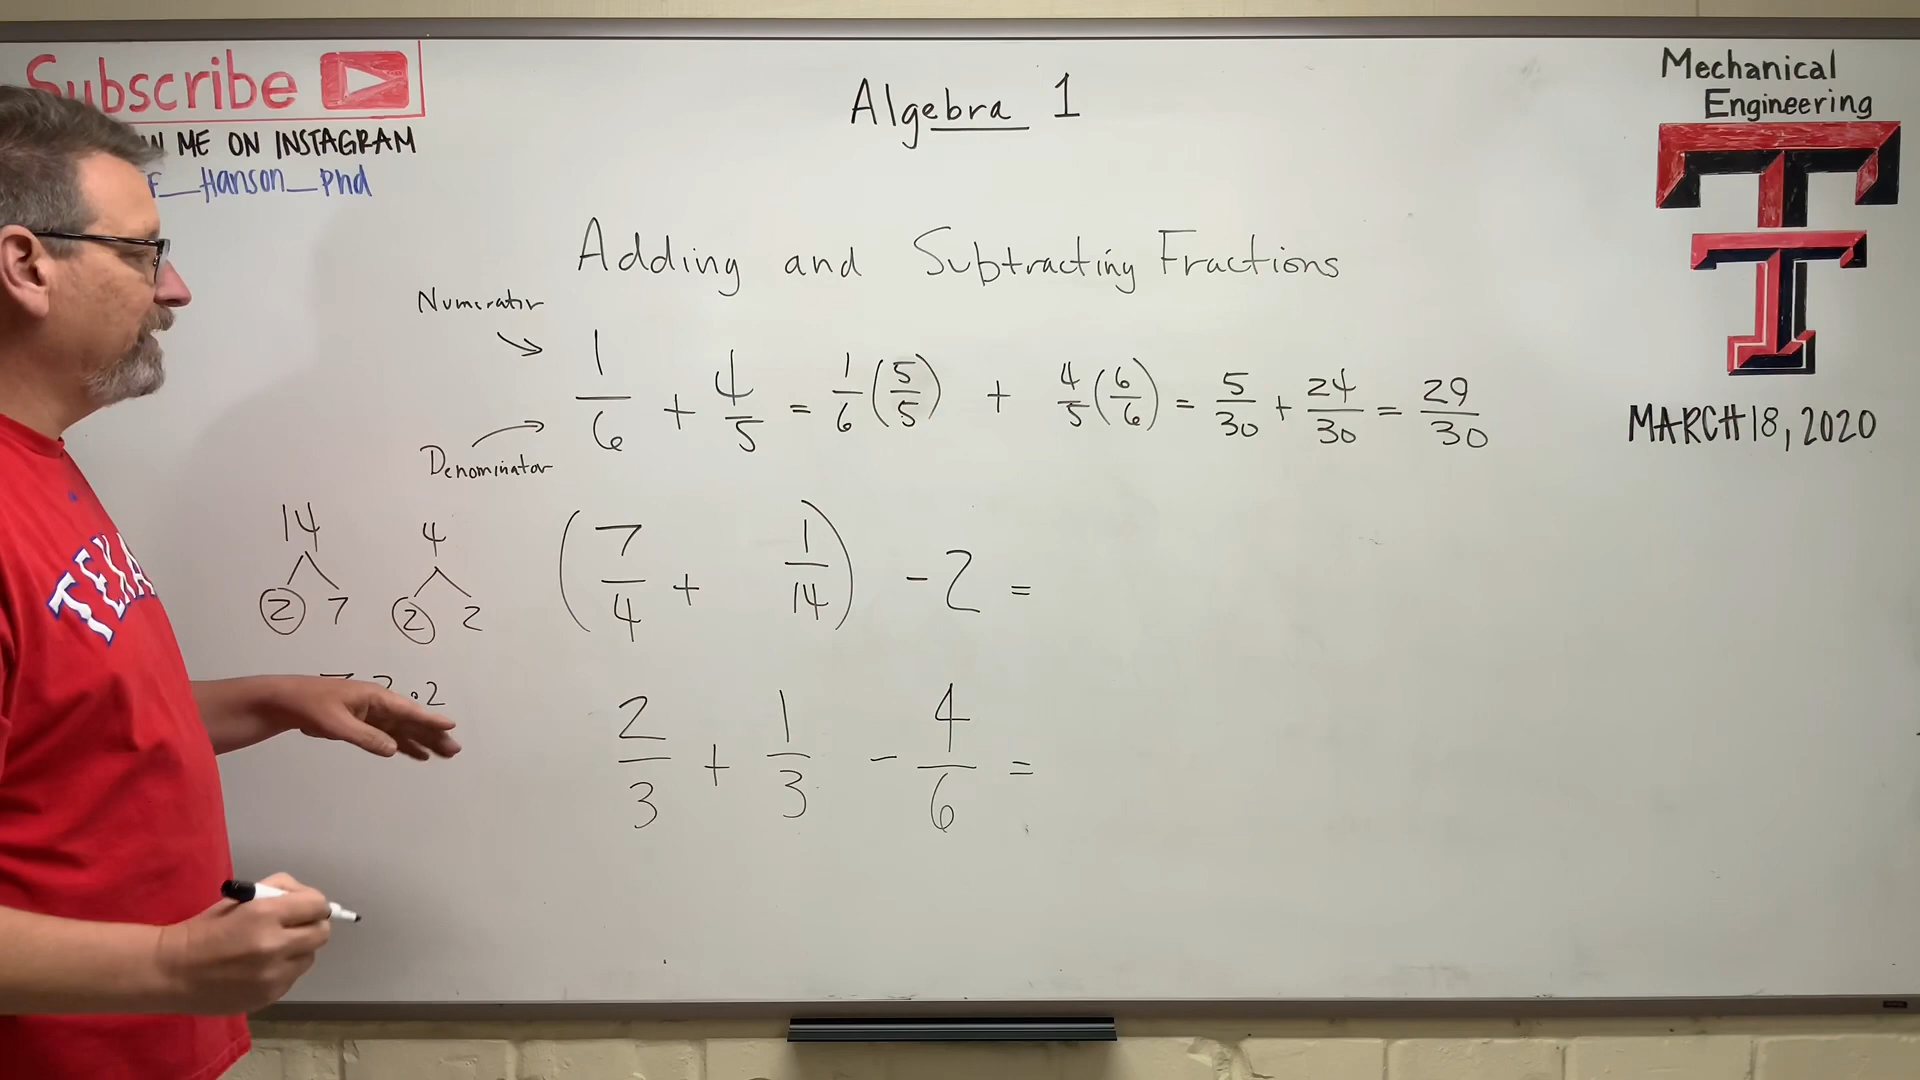 Subscribe
ME ON INSTAGRAM
_Hanson_phd
Algebra 1
Mechanical
Engineering
MARCH 18, 2020
Adding and Subtracting Fractions
Numerator
Denominator
1/6 + 4/5 = 1/6 (5/5) + 4/5 (6/6) = 5/30 + 24/30 = 29/30
14 4
2 7 2 2
(7/4 + 1/14) - 2 =
2
2/3 + 1/3 - 4/6 =